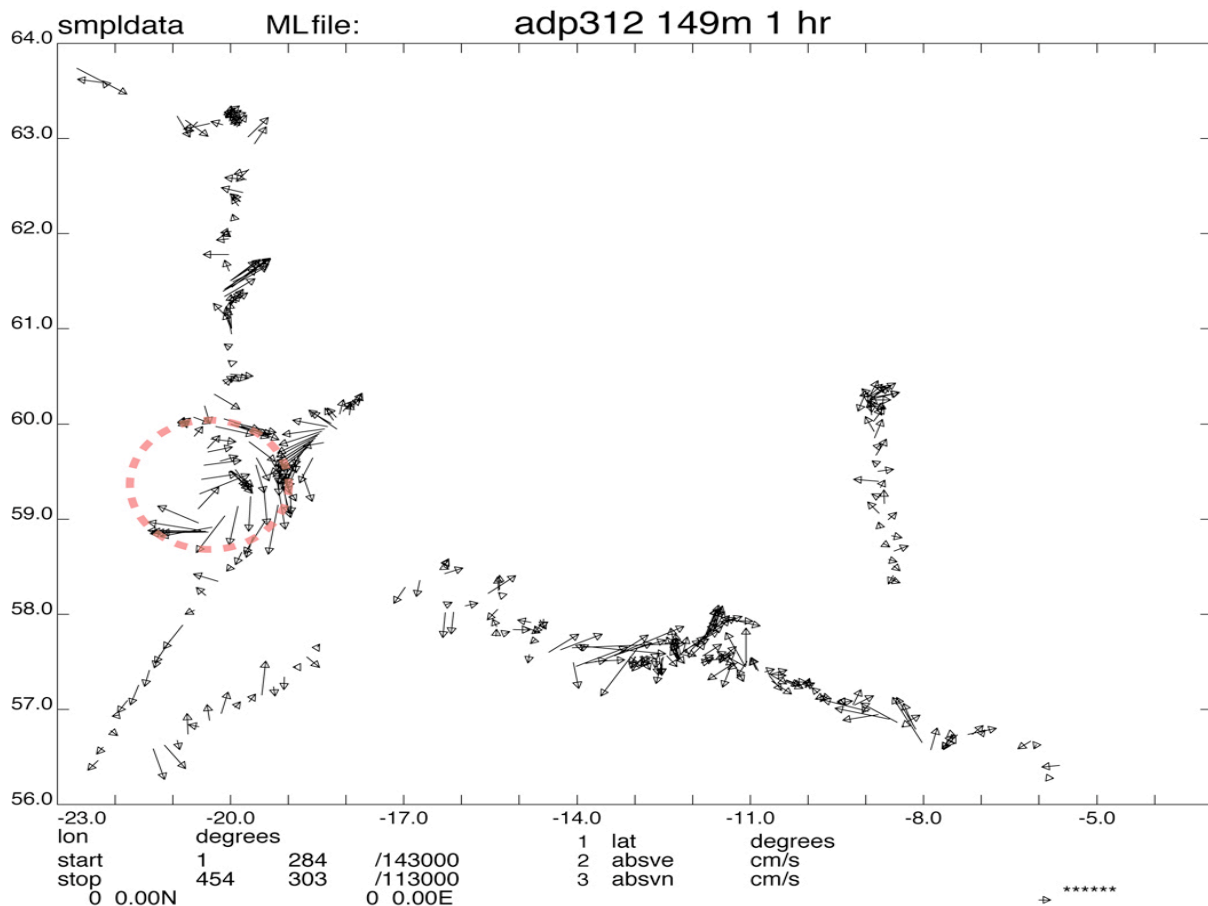 smpldata MLfile: adp312 149m 1 hr
64.0
63.0
62.0
61.0
60.0
59.0
58.0
57.0
56.0
-23.0 -20.0 -17.0 -14.0 -11.0 -8.0 -5.0
lon degrees 1 lat degrees
start 1 284 /143000 2 absve cm/s
stop 454 303 /113000 3 absvn cm/s
0 0.00N 0 0.00E ******